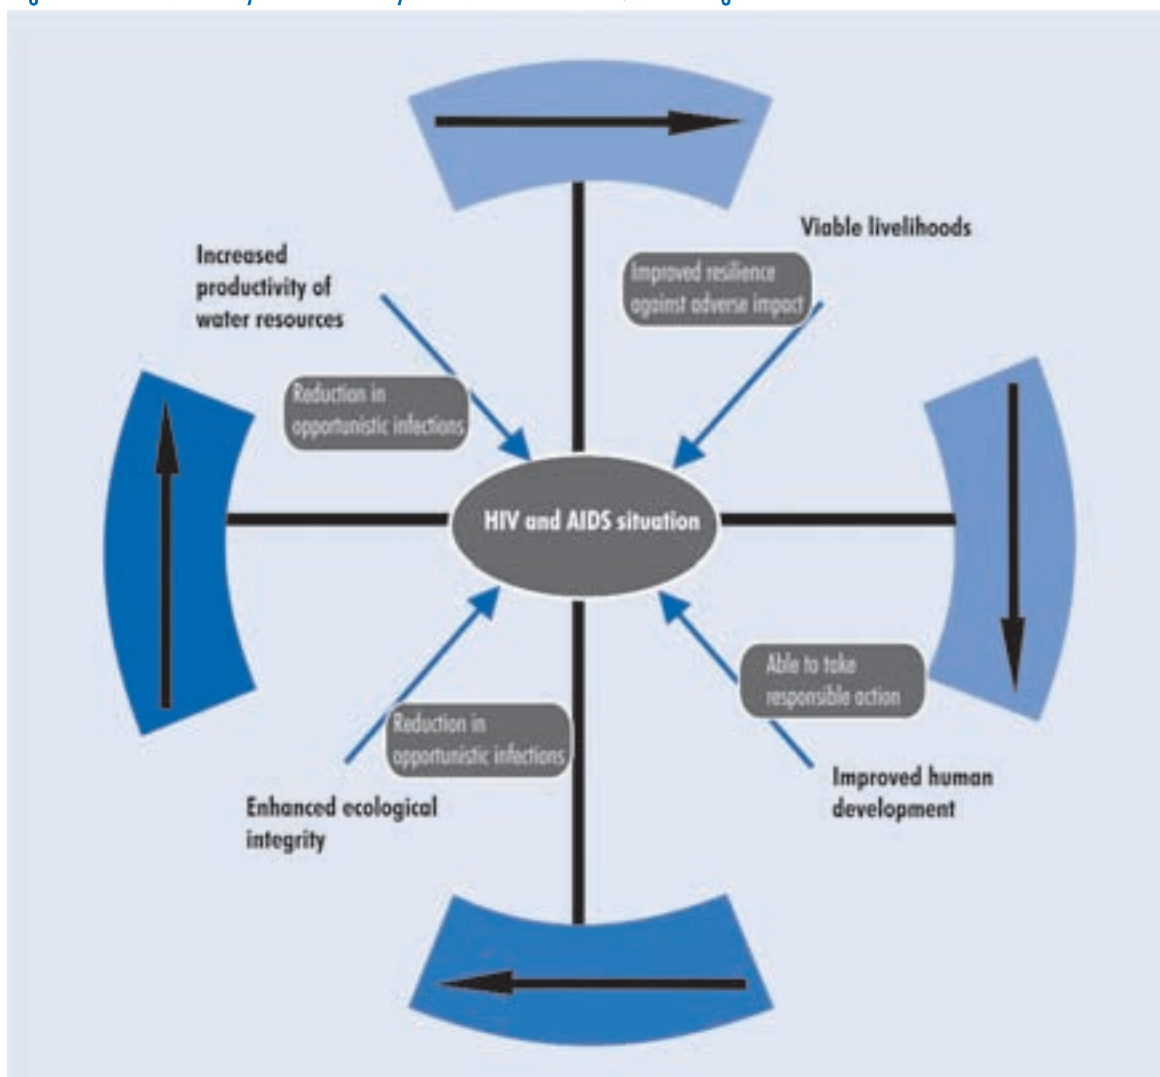 Viable livelihoods
Increased
productivity of
water resources
Improved resilience
against adverse impact
Reduction in
opportunistic infections
HIV and AIDS situation
Able to take
responsible action
Reduction in
opportunistic infections
Improved human
development
Enhanced ecological
integrity